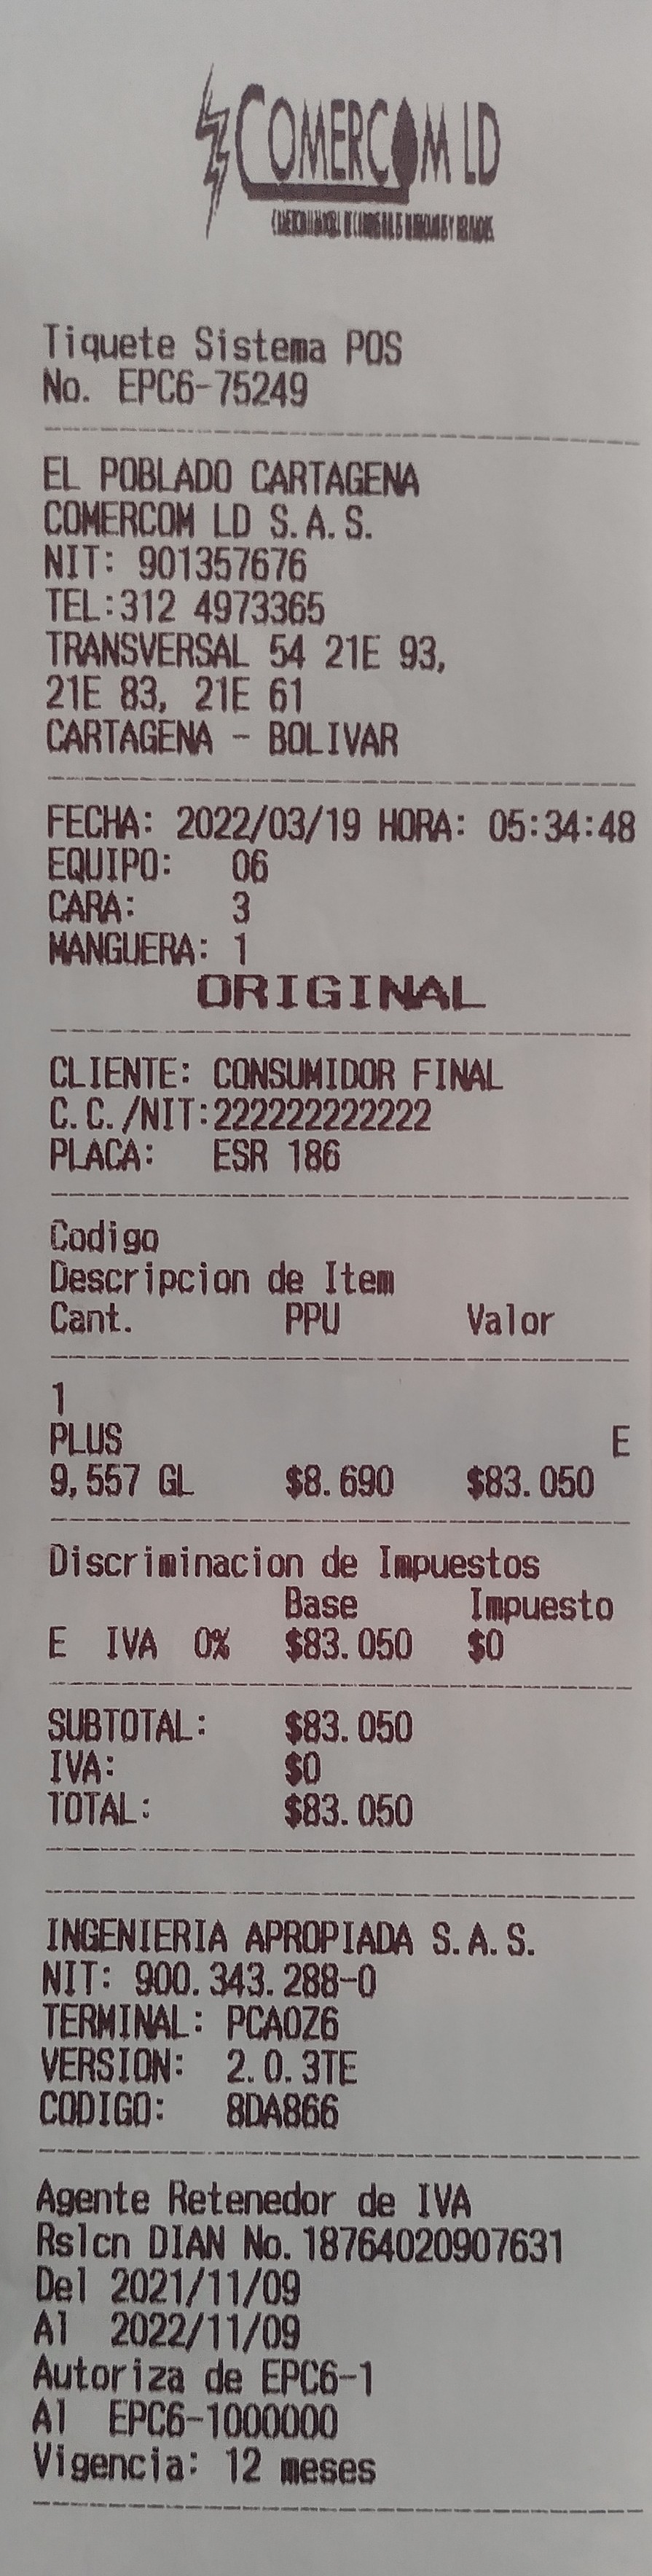 COMERCOM LD
Tiquete Sistema POS
No. EPC6-75249
EL POBLADO CARTAGENA
COMERCOM LD S.A.S.
NIT: 901357676
TEL:312 4973365
TRANSVERSAL 54 21E 93,
21E 83, 21E 61
CARTAGENA - BOLIVAR
FECHA: 2022/03/19 HORA: 05:34:48
EQUIPO: 06
CARA: 3
MANGUERA: 1
ORIGINAL
CLIENTE: CONSUMIDOR FINAL
C.C./NIT:222222222222
PLACA: ESR 186
Codigo
Descripcion de Item
Cant. PPU Valor
1
PLUS E
9,557 GL $8.690 $83.050
Discriminacion de Impuestos
Base Impuesto
E IVA 0% $83.050 $0
SUBTOTAL: $83.050
IVA: $0
TOTAL: $83.050
INGENIERIA APROPIADA S.A.S.
NIT: 900.343.288-0
TERMINAL: PCA0Z6
VERSION: 2.0.3TE
CODIGO: 8DA866
Agente Retenedor de IVA
Rslcn DIAN No.18764020907631
Del 2021/11/09
Al 2022/11/09
Autoriza de EPC6-1
Al EPC6-1000000
Vigencia: 12 meses